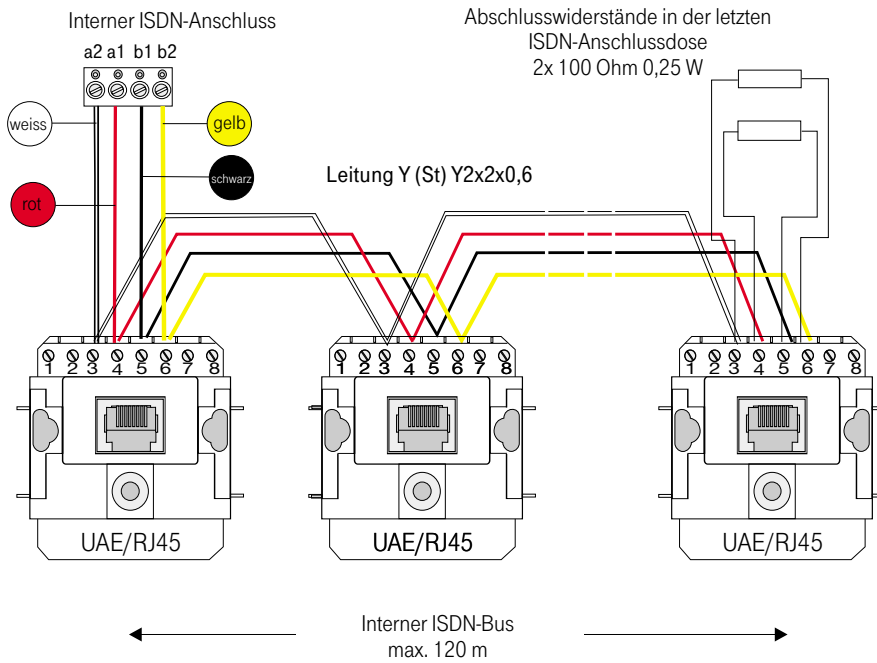 Interner ISDN-Anschluss
a2 a1 b1 b2
weiss
gelb
schwarz
rot
Abschlusswiderstände in der letzten
ISDN-Anschlussdose
2x 100 Ohm 0,25 W
Leitung Y (St) Y2x2x0,6
1 2 3 4 5 6 7 8
1 2 3 4 5 6 7 8
1 2 3 4 5 6 7 8
UAE/RJ45
UAE/RJ45
UAE/RJ45
Interner ISDN-Bus
max. 120 m